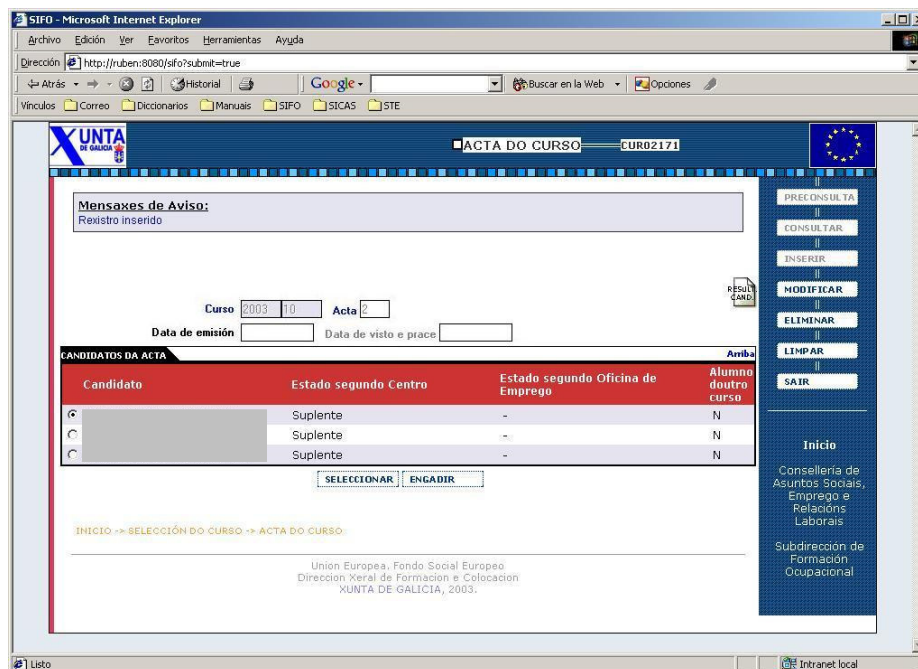 SIFO - Microsoft Internet Explorer
Archivo Edición Ver Favoritos Herramientas Ayuda
Dirección http://ruben:8080/sifo?submit=true
Atrás Historial Google Buscar en la Web Opciones
Vínculos Correo Diccionarios Manuais SIFO SICAS STE
XUNTA
DE GALICIA
ACTA DO CURSO CUR02171
Mensaxes de Aviso:
Rexistro inserido
PRECONSULTA
CONSULTAR
INSERIR
MODIFICAR
ELIMINAR
LIMPAR
SAIR
RESULT.
CAND.
Curso 2003 10 Acta 2
Data de emisión Data de visto e prace
CANDIDATOS DA ACTA Arriba
Candidato Estado segundo Centro Estado segundo Oficina de Emprego Alumno doutro curso
Suplente - N
Suplente - N
Suplente - N
SELECCIONAR ENGADIR
INICIO -> SELECCIÓN DO CURSO -> ACTA DO CURSO
Inicio
Consellería de
Asuntos Sociais,
Emprego e
Relacións
Laborais
Subdirección de
Formación
Ocupacional
Union Europea. Fondo Social Europeo
Direccion Xeral de Formacion e Colocacion
XUNTA DE GALICIA, 2003.
Listo Intranet local